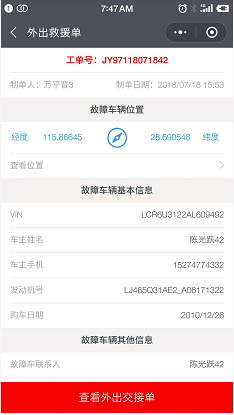 7:47AM
外出救援单
工单号：JY97118071842
制单人：万平普3 制单日期：2018/07/18 15:53
故障车辆位置
经度 115.86645 28.690548 纬度
查看位置
故障车辆基本信息
VIN LCR6U3122AL609492
车主姓名 陈光跃42
车主手机 15274774332
发动机号 LJ465Q31AE2_A06171322
购车日期 2010/12/26
故障车辆其他信息
故障车联系人 陈光跃42
查看外出交接单